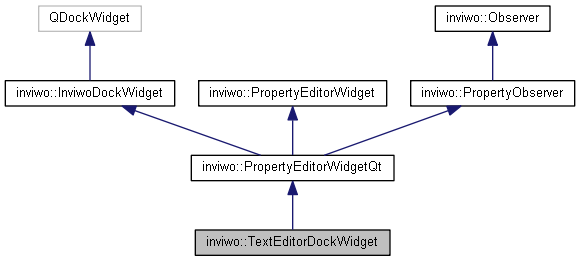 QDockWidget
inviwo::Observer
inviwo::InviwoDockWidget
inviwo::PropertyEditorWidget
inviwo::PropertyObserver
inviwo::PropertyEditorWidgetQt
inviwo::TextEditorDockWidget